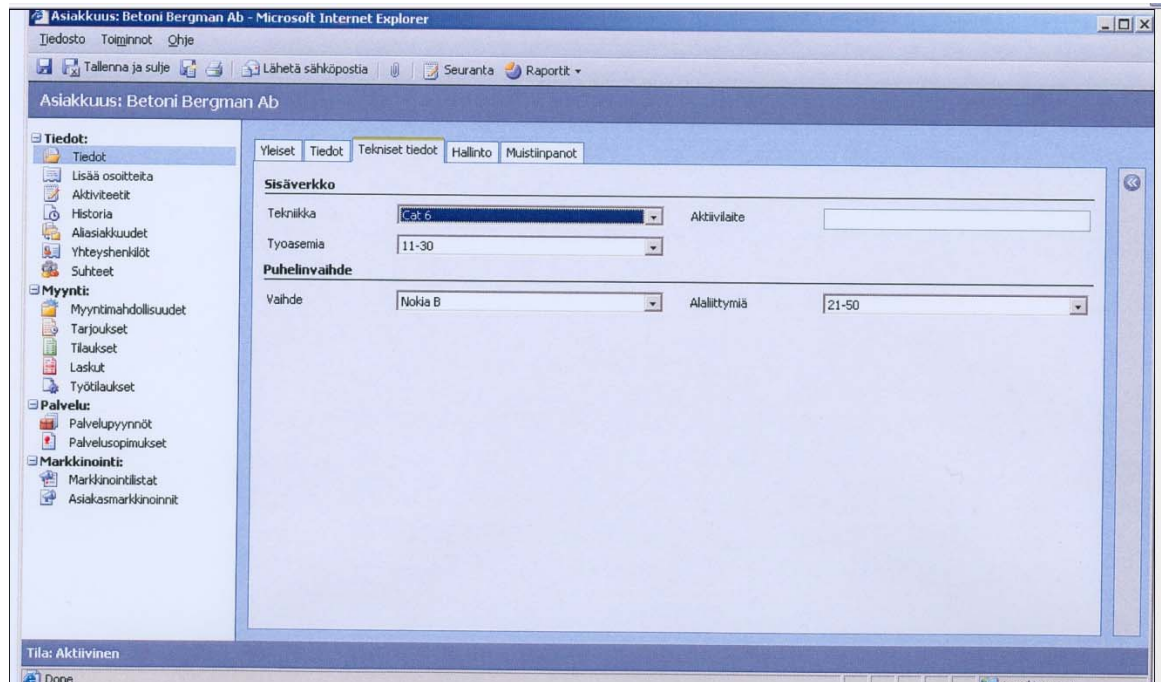 Asiakkuus: Betoni Bergman Ab - Microsoft Internet Explorer
Tiedosto Toiminnot Ohje
Tallenna ja sulje Lähetä sähköpostia Seuranta Raportit
Asiakkuus: Betoni Bergman Ab
Tiedot:
Tiedot
Lisää osoitteita
Aktiviteetit
Historia
Aliasiakkuudet
Yhteyshenkilöt
Suhteet
Myynti:
Myyntimahdollisuudet
Tarjoukset
Tilaukset
Laskut
Työtilaukset
Palvelu:
Palvelupyynnöt
Palvelusopimukset
Markkinointi:
Markkinointilistat
Asiakasmarkkinoinnit
Yleiset Tiedot Tekniset tiedot Hallinto Muistiinpanot
Sisäverkko
Tekniikka Cat 6 Aktiivilaite
Tyoasemia 11-30
Puhelinvaihde
Vaihde Nokia B Alaliittymiä 21-50
Tila: Aktiivinen
Done